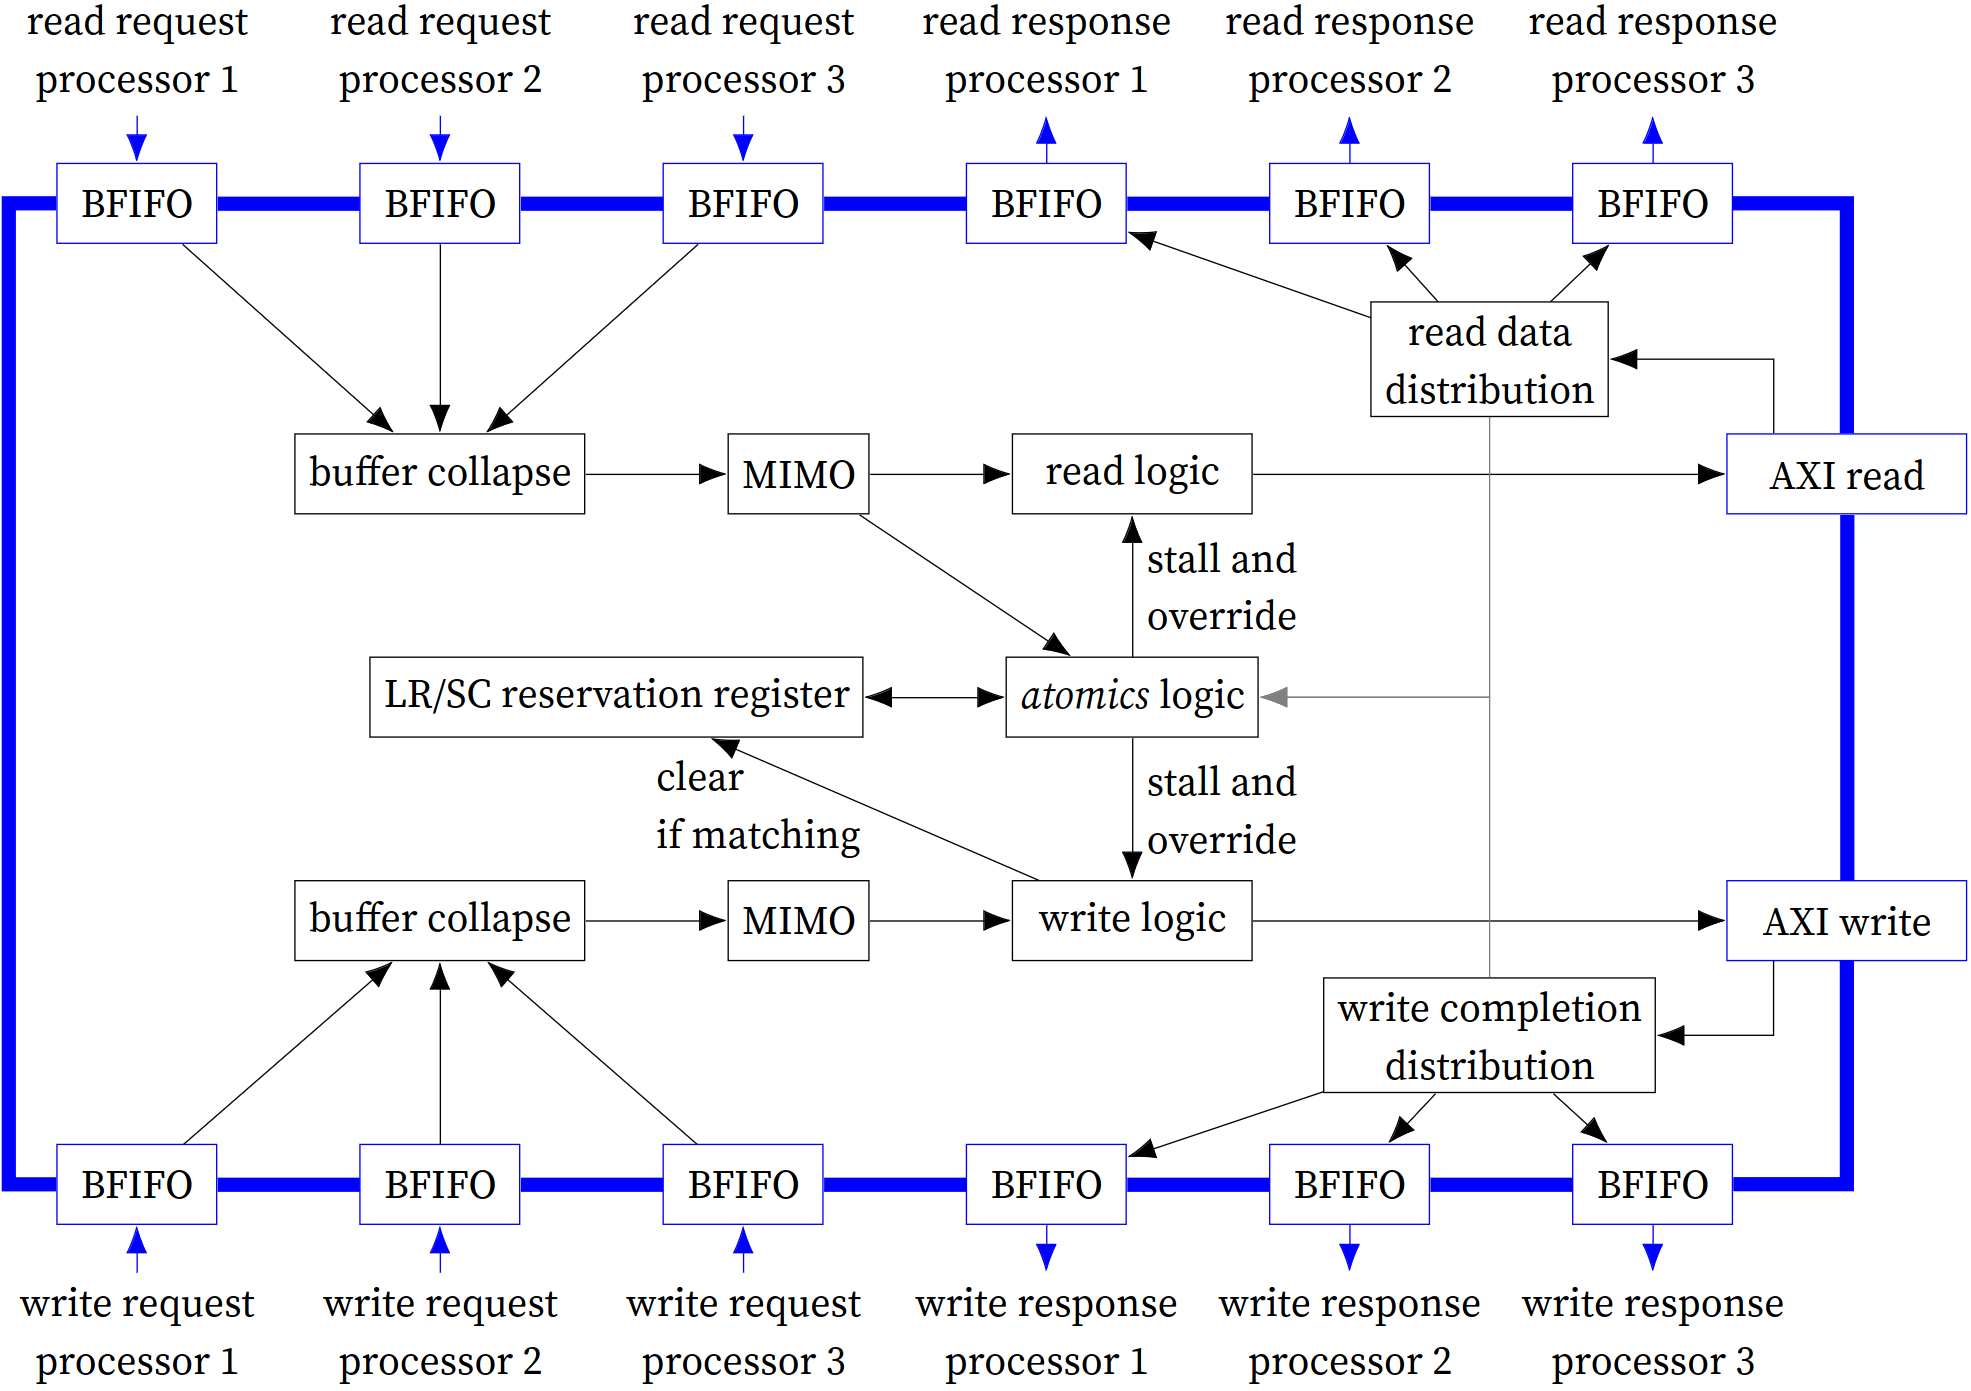 read request
processor 1
read request
processor 2
read request
processor 3
read response
processor 1
read response
processor 2
read response
processor 3
BFIFO
BFIFO
BFIFO
BFIFO
BFIFO
BFIFO
read data
distribution
buffer collapse
MIMO
read logic
AXI read
stall and
override
LR/SC reservation register
atomics logic
clear
if matching
stall and
override
buffer collapse
MIMO
write logic
AXI write
write completion
distribution
BFIFO
BFIFO
BFIFO
BFIFO
BFIFO
BFIFO
write request
processor 1
write request
processor 2
write request
processor 3
write response
processor 1
write response
processor 2
write response
processor 3